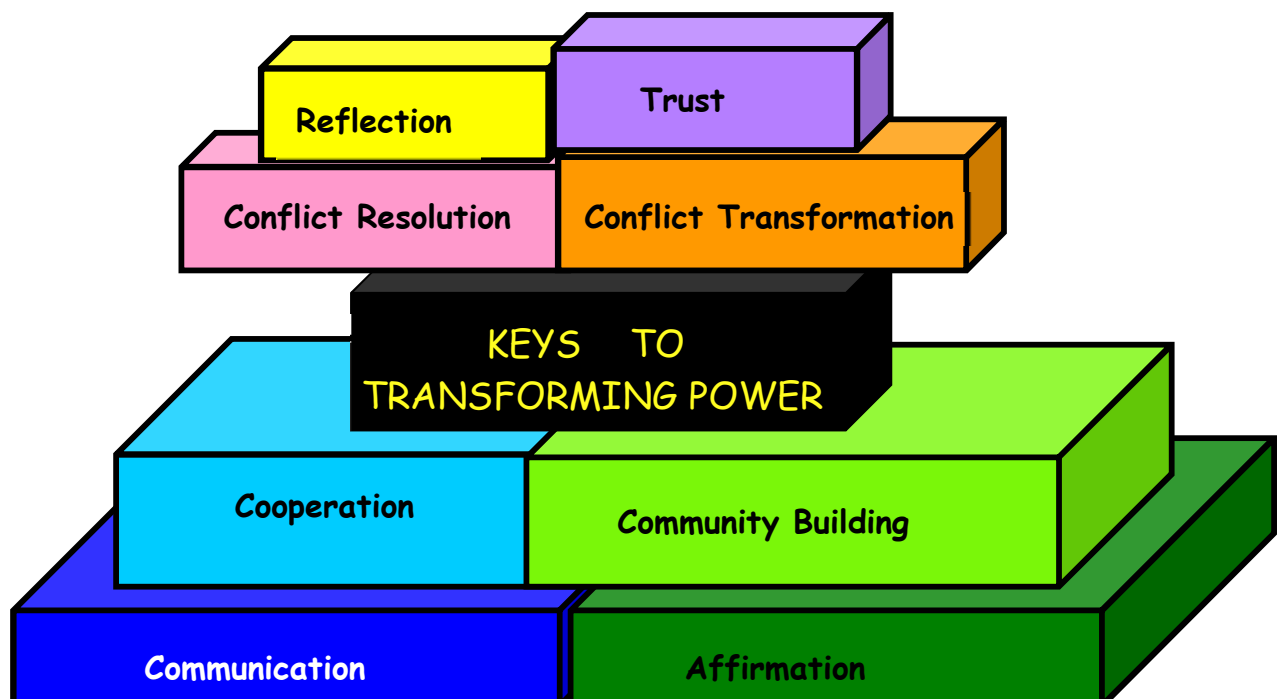 Reflection
Trust
Conflict Resolution
Conflict Transformation
KEYS TO
TRANSFORMING POWER
Cooperation
Community Building
Communication
Affirmation